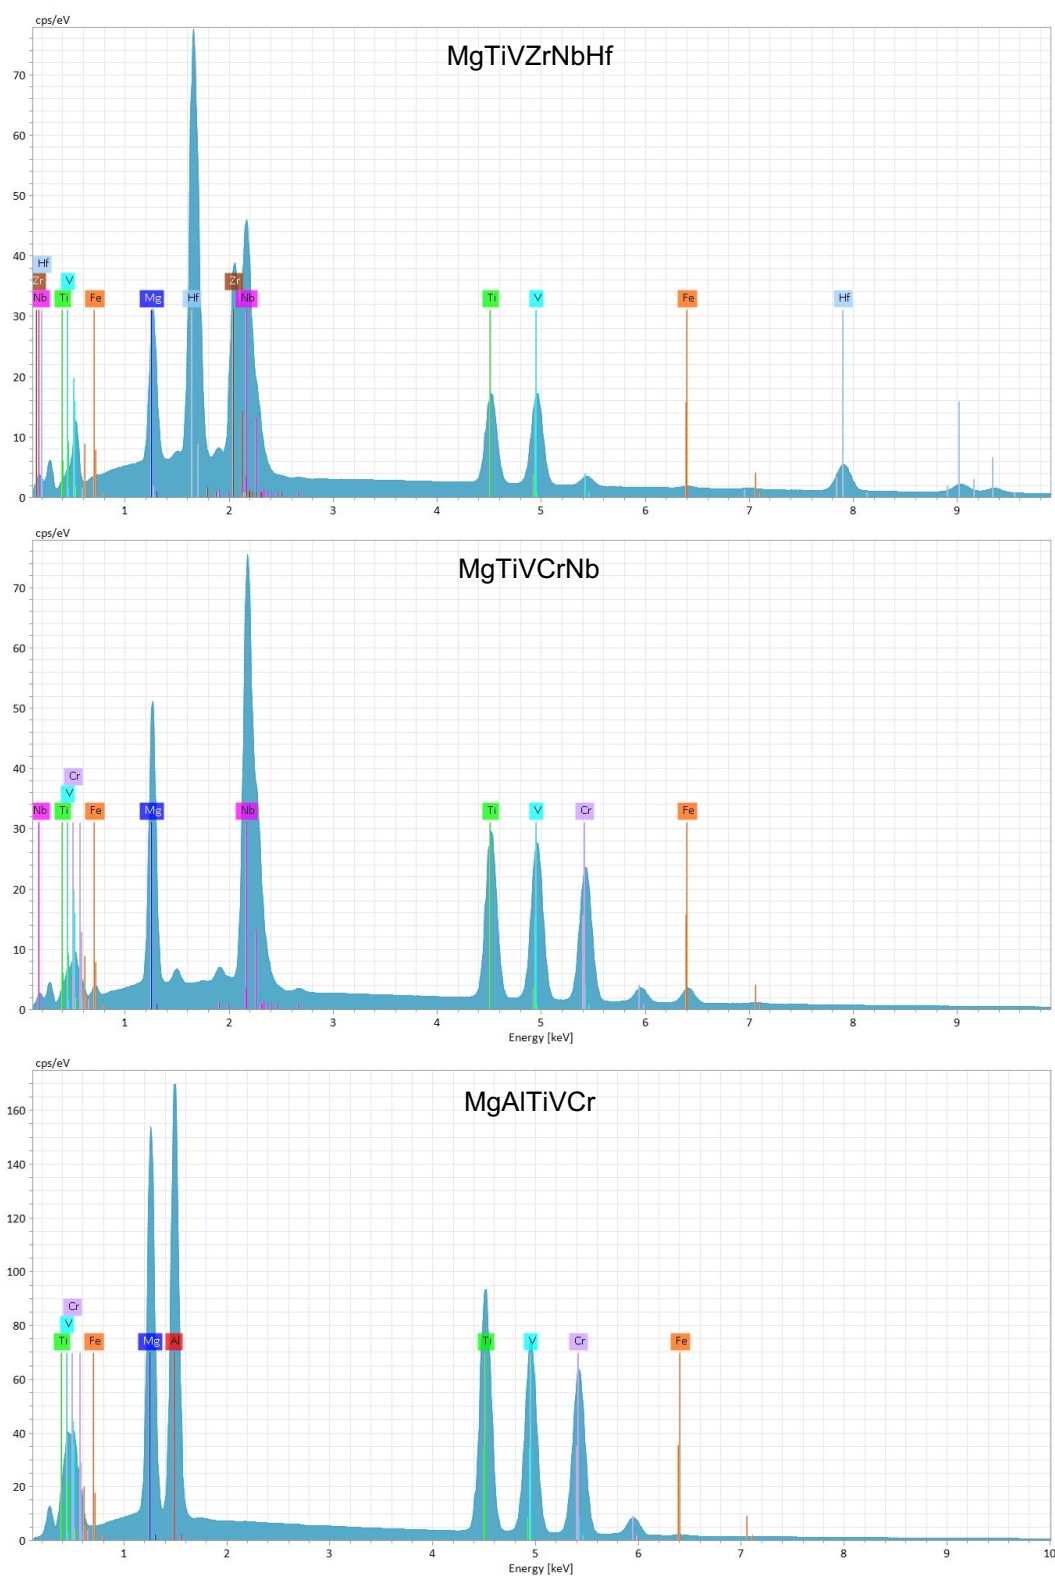 cps/eV
MgTiVZrNbHf
70
60
50
40
Hf
Zr V Zr
Nb Ti Fe Mg Hf Nb Ti V Fe Hf
30
20
10
0
1 2 3 4 5 6 7 8 9
cps/eV
MgTiVCrNb
70
60
50
40
Cr
V
Nb Ti Fe Mg Nb Ti V Cr Fe
30
20
10
0
1 2 3 4 5 6 7 8 9
Energy [keV]
cps/eV
MgAlTiVCr
160
140
120
100
Cr
80
V
Ti Fe Mg Al Ti V Cr Fe
60
40
20
0
1 2 3 4 5 6 7 8 9 10
Energy [keV]